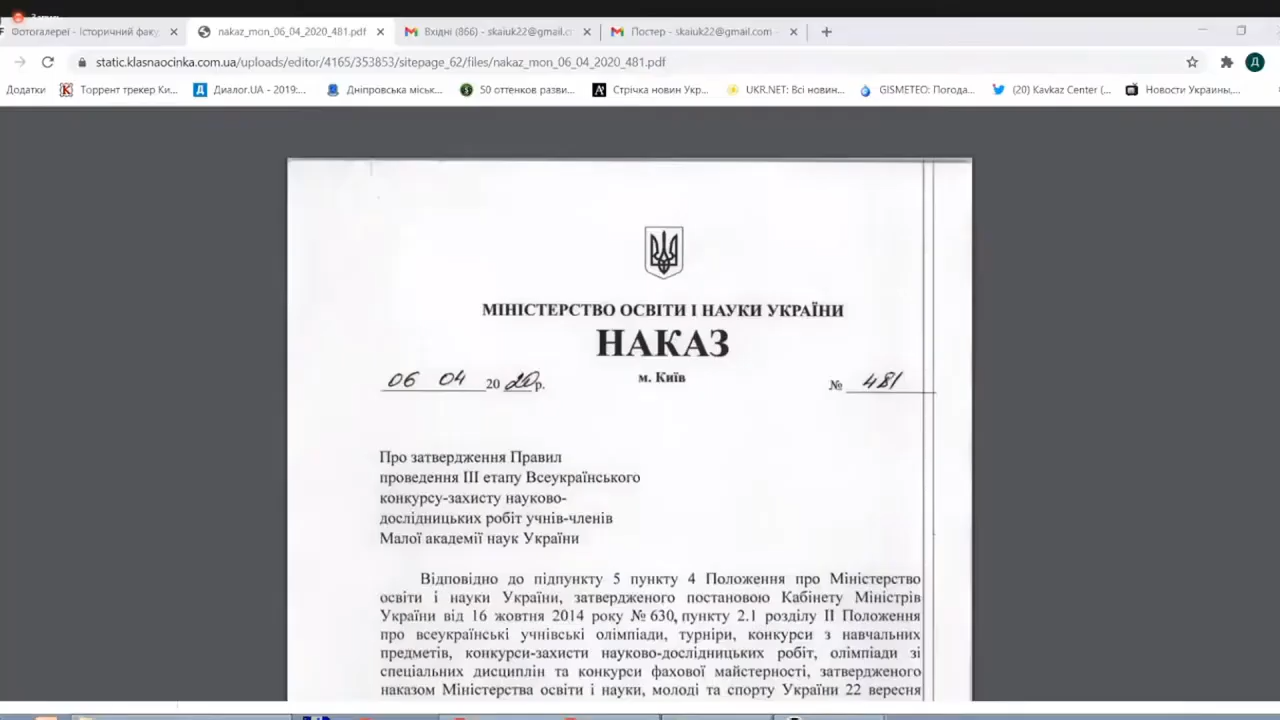 Запись
Фотогалереї - Історичний факу
nakaz_mon_06_04_2020_481.pdf
Вхідні (866) - skaiuk22@gmail.c
Постер - skaiuk22@gmail.com -
static.klasnaocinka.com.ua/uploads/editor/4165/353853/sitepage_62/files/nakaz_mon_06_04_2020_481.pdf
Д
Додатки
Торрент трекер Ки...
Диалог.UA - 2019:...
Дніпровська міськ...
50 оттенков разви...
Стрічка новин Укр...
UKR.NET: Всі новин...
GISMETEO: Погода...
(20) Kavkaz Center (...
Новости Украины,...
МІНІСТЕРСТВО ОСВІТИ І НАУКИ УКРАЇНИ
НАКАЗ
06 04 2020р.
м. Київ
№ 481
Про затвердження Правил
проведення ІІІ етапу Всеукраїнського
конкурсу-захисту науково-
дослідницьких робіт учнів-членів
Малої академії наук України
Відповідно до підпункту 5 пункту 4 Положення про Міністерство
освіти і науки України, затвердженого постановою Кабінету Міністрів
України від 16 жовтня 2014 року № 630, пункту 2.1 розділу ІІ Положення
про всеукраїнські учнівські олімпіади, турніри, конкурси з навчальних
предметів, конкурси-захисти науково-дослідницьких робіт, олімпіади зі
спеціальних дисциплін та конкурси фахової майстерності, затвердженого
наказом Міністерства освіти і науки, молоді та спорту України 22 вересня